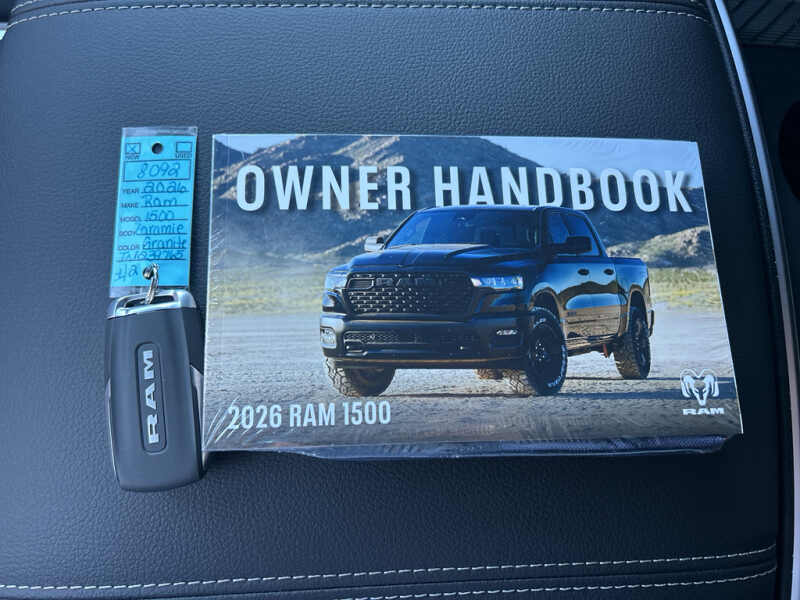 NEW USED
8092
YEAR 2026
MAKE Ram
MODEL 1500
BODY Laramie
COLOR Granite
#2
RAM
OWNER HANDBOOK
RAM
2026 RAM 1500
RAM